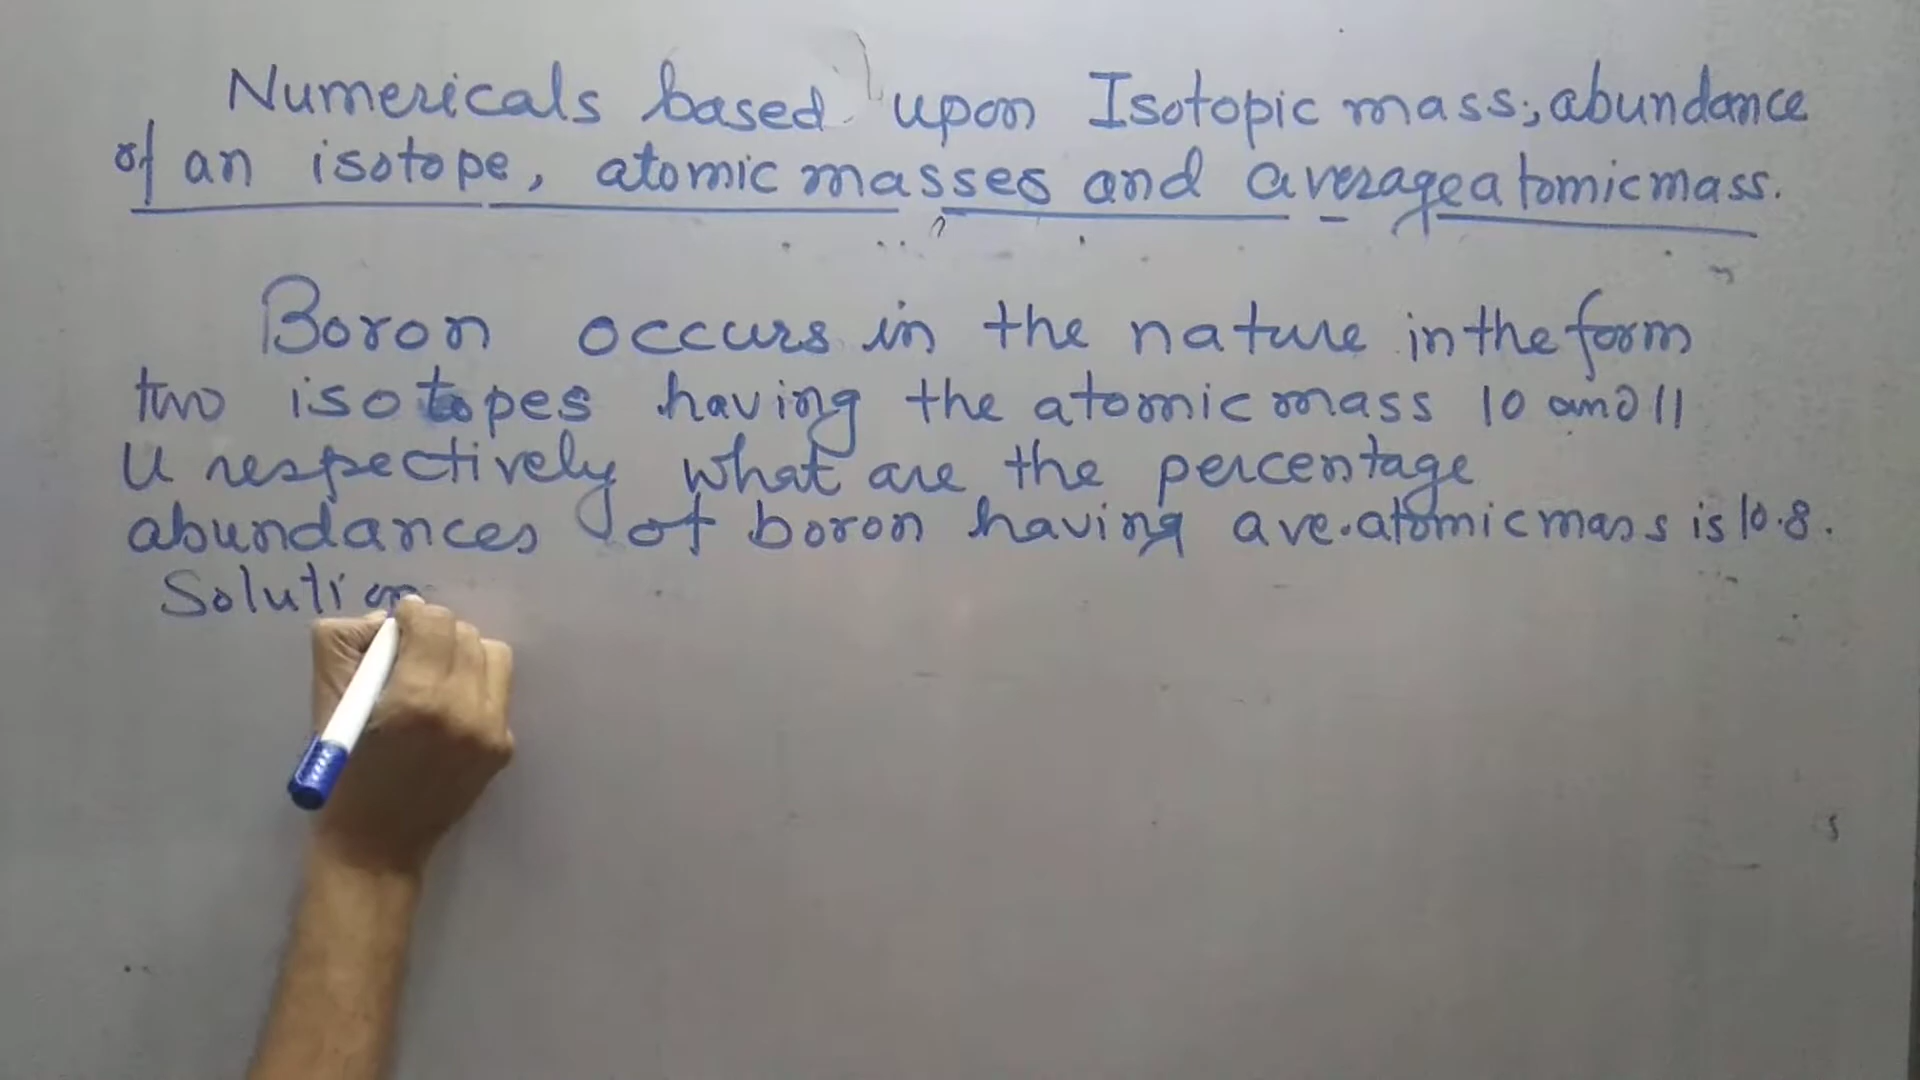 Numericals based upon Isotopic mass, abundance
of an isotope, atomic masses and average atomic mass.
Boron occurs in the nature in the form
two isotopes having the atomic mass 10 and 11
U respectively what are the percentage
abundances of boron having ave. atomic mass is 10.8.
Solution